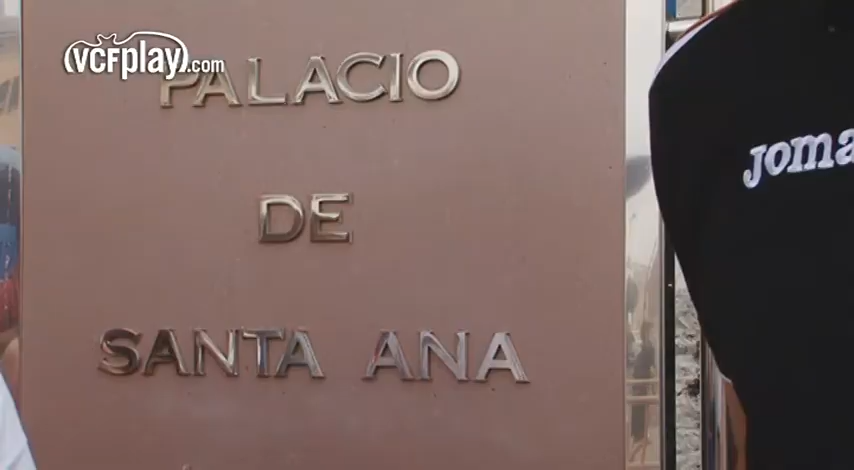 vcfplay.com
PALACIO
DE
SANTA ANA
Joma